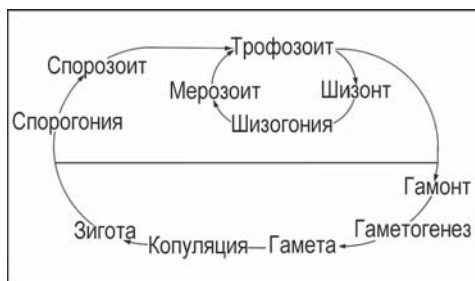 Трофозоит
Спорозоит
Мерозоит
Шизонт
Спорогония
Шизогония
Гамонт
Зигота
Гаметогенез
Копуляция
Гамета